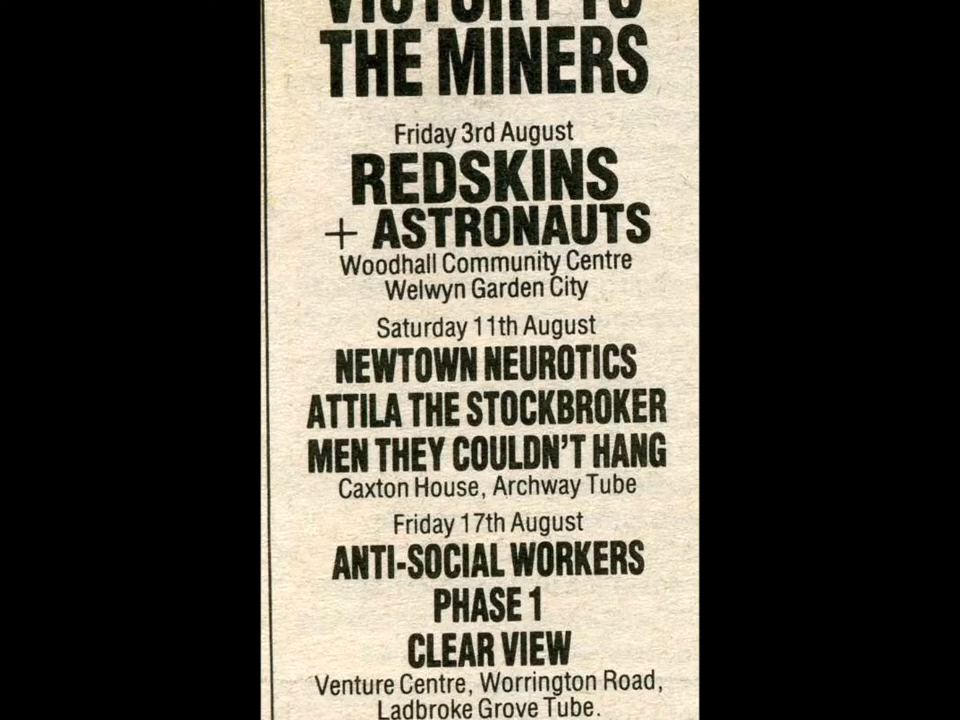 VICTORY TO
THE MINERS
Friday 3rd August
REDSKINS
+ ASTRONAUTS
Woodhall Community Centre
Welwyn Garden City
Saturday 11th August
NEWTOWN NEUROTICS
ATTILA THE STOCKBROKER
MEN THEY COULDN'T HANG
Caxton House, Archway Tube
Friday 17th August
ANTI-SOCIAL WORKERS
PHASE 1
CLEAR VIEW
Venture Centre, Worrington Road,
Ladbroke Grove Tube.